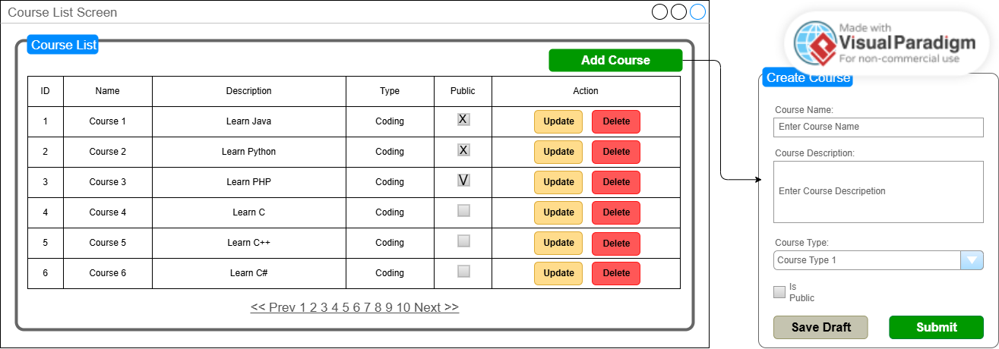 Course List Screen
Course List
Add Course
ID Name Description Type Public Action
1 Course 1 Learn Java Coding X Update Delete
2 Course 2 Learn Python Coding X Update Delete
3 Course 3 Learn PHP Coding V Update Delete
4 Course 4 Learn C Coding Update Delete
5 Course 5 Learn C++ Coding Update Delete
6 Course 6 Learn C# Coding Update Delete
<< Prev 1 2 3 4 5 6 7 8 9 10 Next >>
Made with
Visual Paradigm
For non-commercial use
Create Course
Course Name:
Enter Course Name
Course Description:
Enter Course Descripetion
Course Type:
Course Type 1
Is
Public
Save Draft Submit